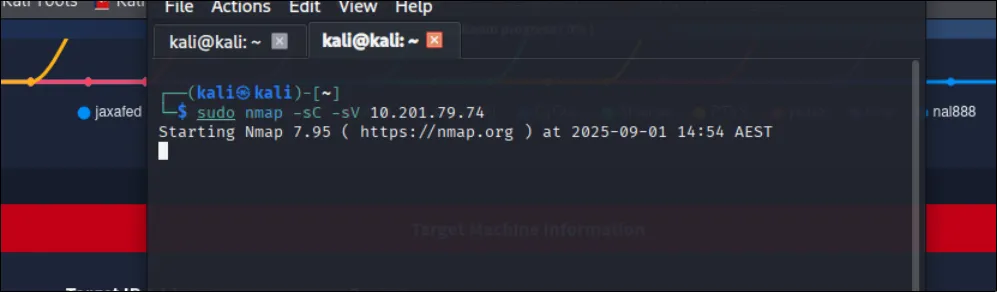 Kali Tools Kali
File Actions Edit View Help
kali@kali: ~ kali@kali: ~
┌──(kali㉿kali)-[~]
└─$ sudo nmap -sC -sV 10.201.79.74
Starting Nmap 7.95 ( https://nmap.org ) at 2025-09-01 14:54 AEST
jaxafed nal888
Target Machine Information